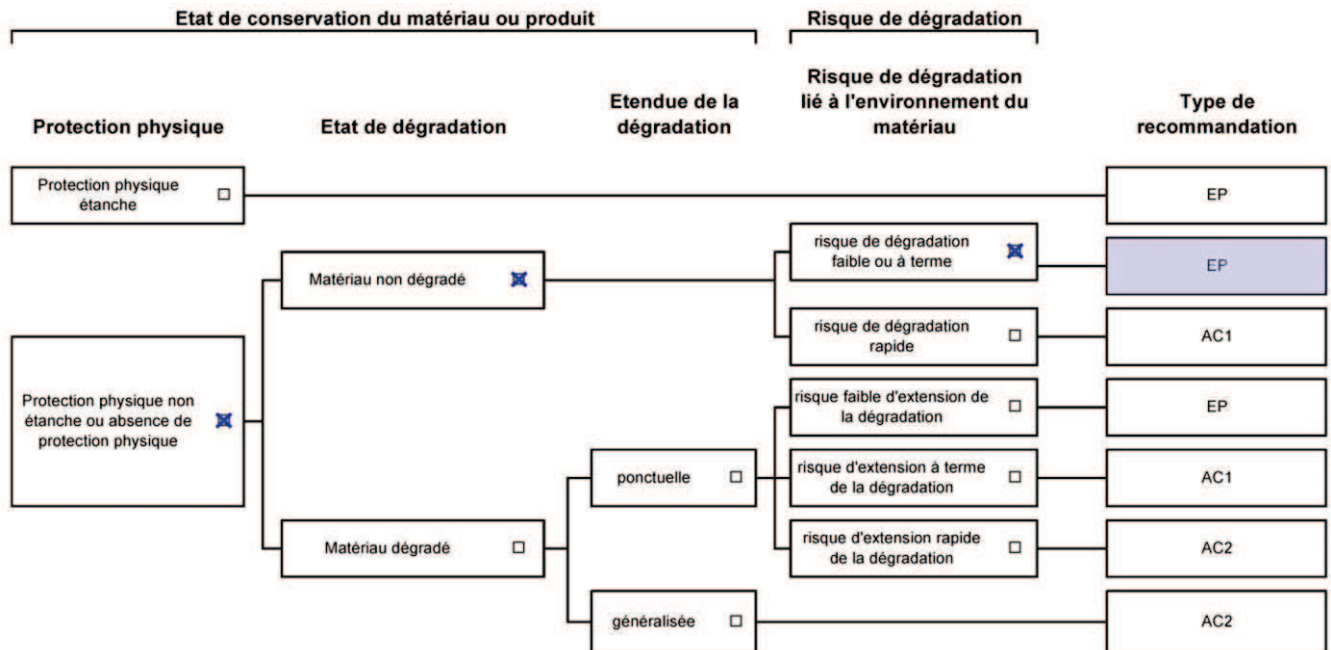 Etat de conservation du matériau ou produit
Risque de dégradation
Protection physique
Etat de dégradation
Etendue de la
dégradation
Risque de dégradation
lié à l'environnement du
matériau
Type de
recommandation
Protection physique
étanche
EP
risque de dégradation
faible ou à terme
EP
Matériau non dégradé
risque de dégradation
rapide
AC1
Protection physique non
étanche ou absence de
protection physique
risque faible d'extension de
la dégradation
EP
ponctuelle
risque d'extension à terme
de la dégradation
AC1
Matériau dégradé
risque d'extension rapide
de la dégradation
AC2
généralisée
AC2